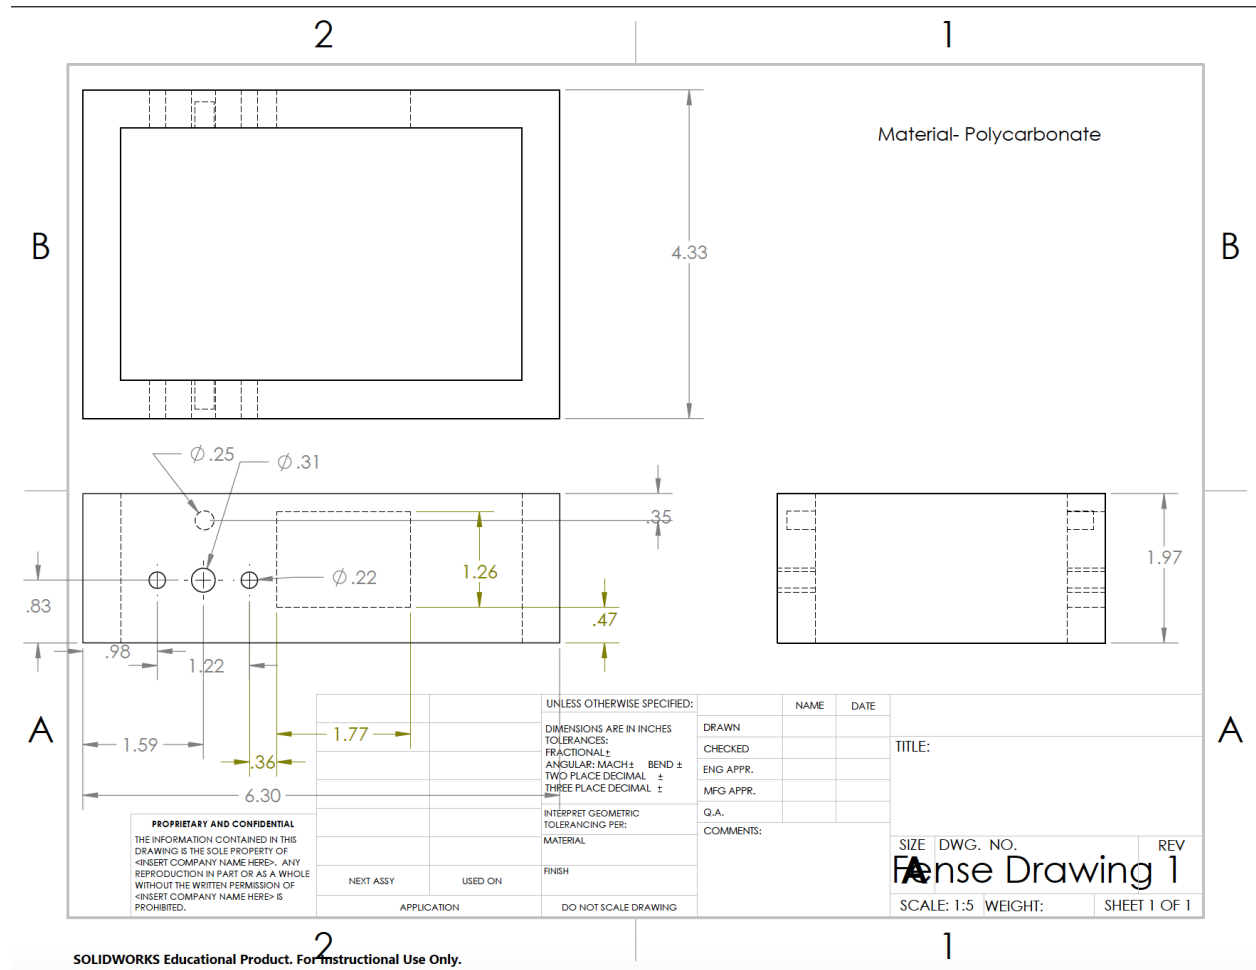 2 1
Material- Polycarbonate
B B
4.33
Ø .25
Ø .31
.35
1.97
1.26
Ø .22
.83
.47
.98
1.22
A A
1.77
1.59
.36
6.30
UNLESS OTHERWISE SPECIFIED:
DIMENSIONS ARE IN INCHES
TOLERANCES:
FRACTIONAL±
ANGULAR: MACH± BEND ±
TWO PLACE DECIMAL ±
THREE PLACE DECIMAL ±
INTERPRET GEOMETRIC
TOLERANCING PER:
MATERIAL
FINISH
DO NOT SCALE DRAWING
NAME DATE
DRAWN
CHECKED
ENG APPR.
MFG APPR.
Q.A.
COMMENTS:
PROPRIETARY AND CONFIDENTIAL
THE INFORMATION CONTAINED IN THIS
DRAWING IS THE SOLE PROPERTY OF
<INSERT COMPANY NAME HERE>. ANY
REPRODUCTION IN PART OR AS A WHOLE
WITHOUT THE WRITTEN PERMISSION OF
<INSERT COMPANY NAME HERE> IS
PROHIBITED.
NEXT ASSY USED ON
APPLICATION
TITLE:
SIZE DWG. NO. REV
A
Drawing 1
SCALE: 1:5 WEIGHT: SHEET 1 OF 1
2 1
SOLIDWORKS Educational Product. For Instructional Use Only.